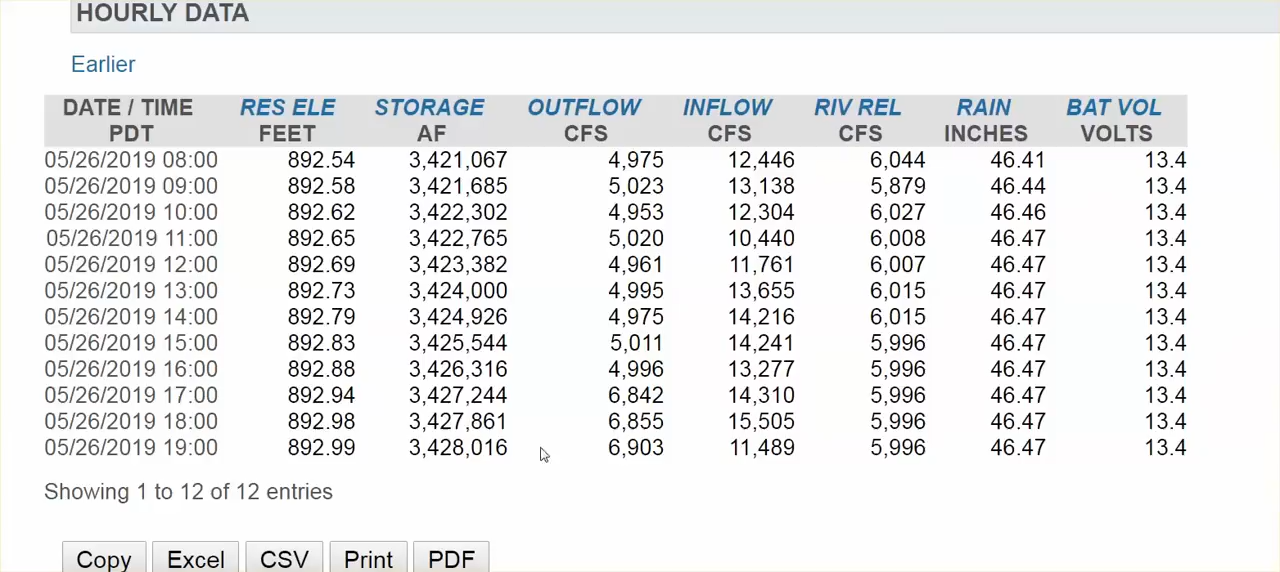 HOURLY DATA
Earlier
DATE / TIME RES ELE STORAGE OUTFLOW INFLOW RIV REL RAIN BAT VOL
PDT FEET AF CFS CFS CFS INCHES VOLTS
05/26/2019 08:00 892.54 3,421,067 4,975 12,446 6,044 46.41 13.4
05/26/2019 09:00 892.58 3,421,685 5,023 13,138 5,879 46.44 13.4
05/26/2019 10:00 892.62 3,422,302 4,953 12,304 6,027 46.46 13.4
05/26/2019 11:00 892.65 3,422,765 5,020 10,440 6,008 46.47 13.4
05/26/2019 12:00 892.69 3,423,382 4,961 11,761 6,007 46.47 13.4
05/26/2019 13:00 892.73 3,424,000 4,995 13,655 6,015 46.47 13.4
05/26/2019 14:00 892.79 3,424,926 4,975 14,216 6,015 46.47 13.4
05/26/2019 15:00 892.83 3,425,544 5,011 14,241 5,996 46.47 13.4
05/26/2019 16:00 892.88 3,426,316 4,996 13,277 5,996 46.47 13.4
05/26/2019 17:00 892.94 3,427,244 6,842 14,310 5,996 46.47 13.4
05/26/2019 18:00 892.98 3,427,861 6,855 15,505 5,996 46.47 13.4
05/26/2019 19:00 892.99 3,428,016 6,903 11,489 5,996 46.47 13.4
Showing 1 to 12 of 12 entries
Copy Excel CSV Print PDF